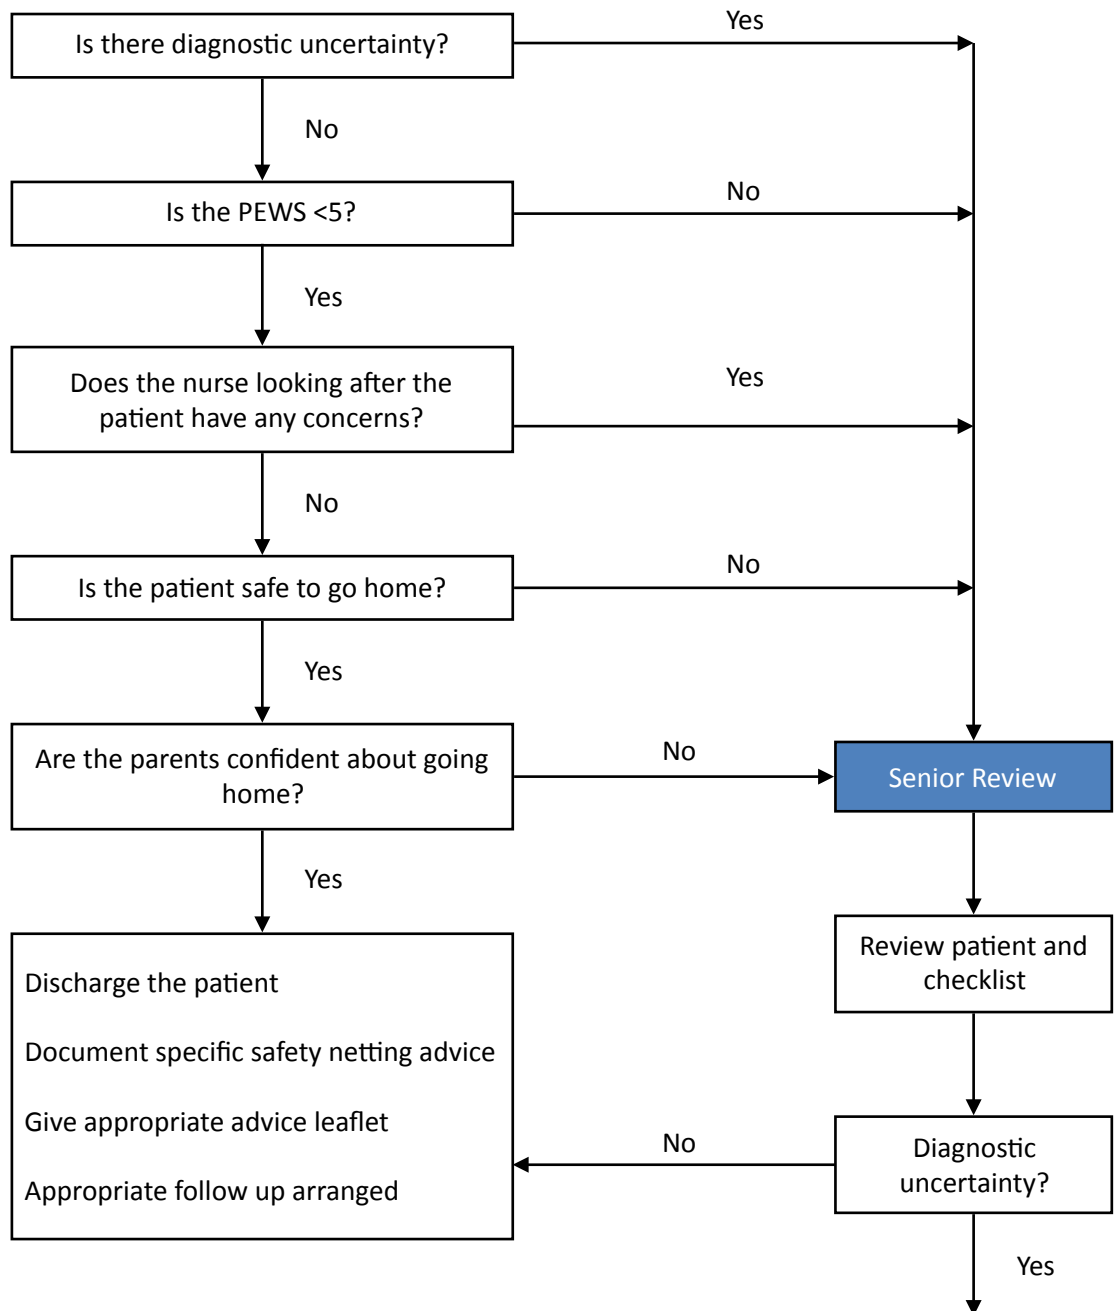 Is there diagnostic uncertainty?
Yes
No
Is the PEWS <5?
No
Yes
Does the nurse looking after the
patient have any concerns?
Yes
No
Is the patient safe to go home?
No
Yes
Are the parents confident about going
home?
No
Senior Review
Yes
Review patient and
checklist
Discharge the patient
Document specific safety netting advice
Give appropriate advice leaflet
Appropriate follow up arranged
No
Diagnostic
uncertainty?
Yes